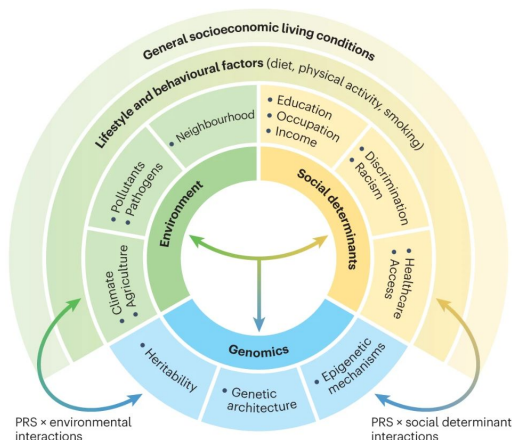 General socioeconomic living conditions
Lifestyle and behavioural factors (diet, physical activity, smoking)
• Neighbourhood
• Education
• Occupation
• Income
• Pollutants
• Pathogens
• Discrimination
• Racism
Environment
Social determinants
Climate
• Agriculture
•
• Healthcare
• Access
Genomics
• Heritability
• Genetic
architecture
• Epigenetic
mechanisms
PRS × environmental
interactions
PRS × social determinant
interactions